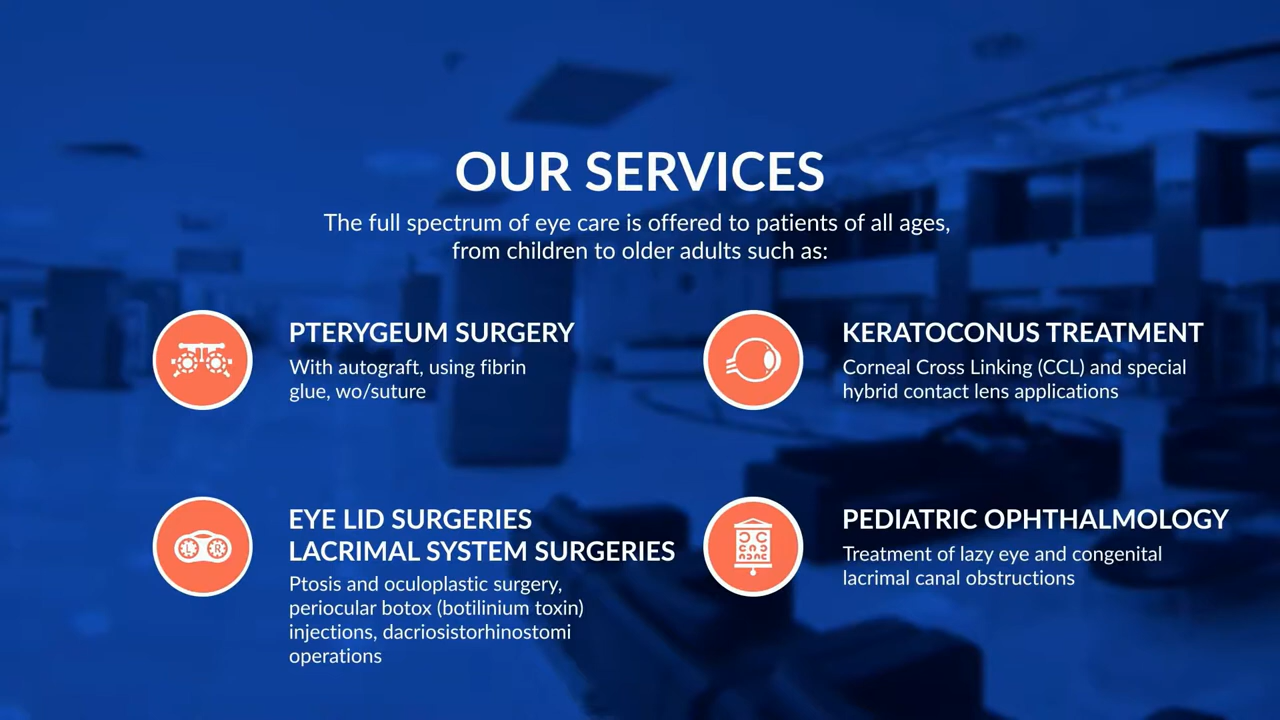 OUR SERVICES
The full spectrum of eye care is offered to patients of all ages,
from children to older adults such as:
PTERYGEUM SURGERY
With autograft, using fibrin
glue, wo/suture
KERATOCONUS TREATMENT
Corneal Cross Linking (CCL) and special
hybrid contact lens applications
EYE LID SURGERIES
LACRIMAL SYSTEM SURGERIES
Ptosis and oculoplastic surgery,
periocular botox (botilinium toxin)
injections, dacriosistorhinostomi
operations
L R
PEDIATRIC OPHTHALMOLOGY
Treatment of lazy eye and congenital
lacrimal canal obstructions